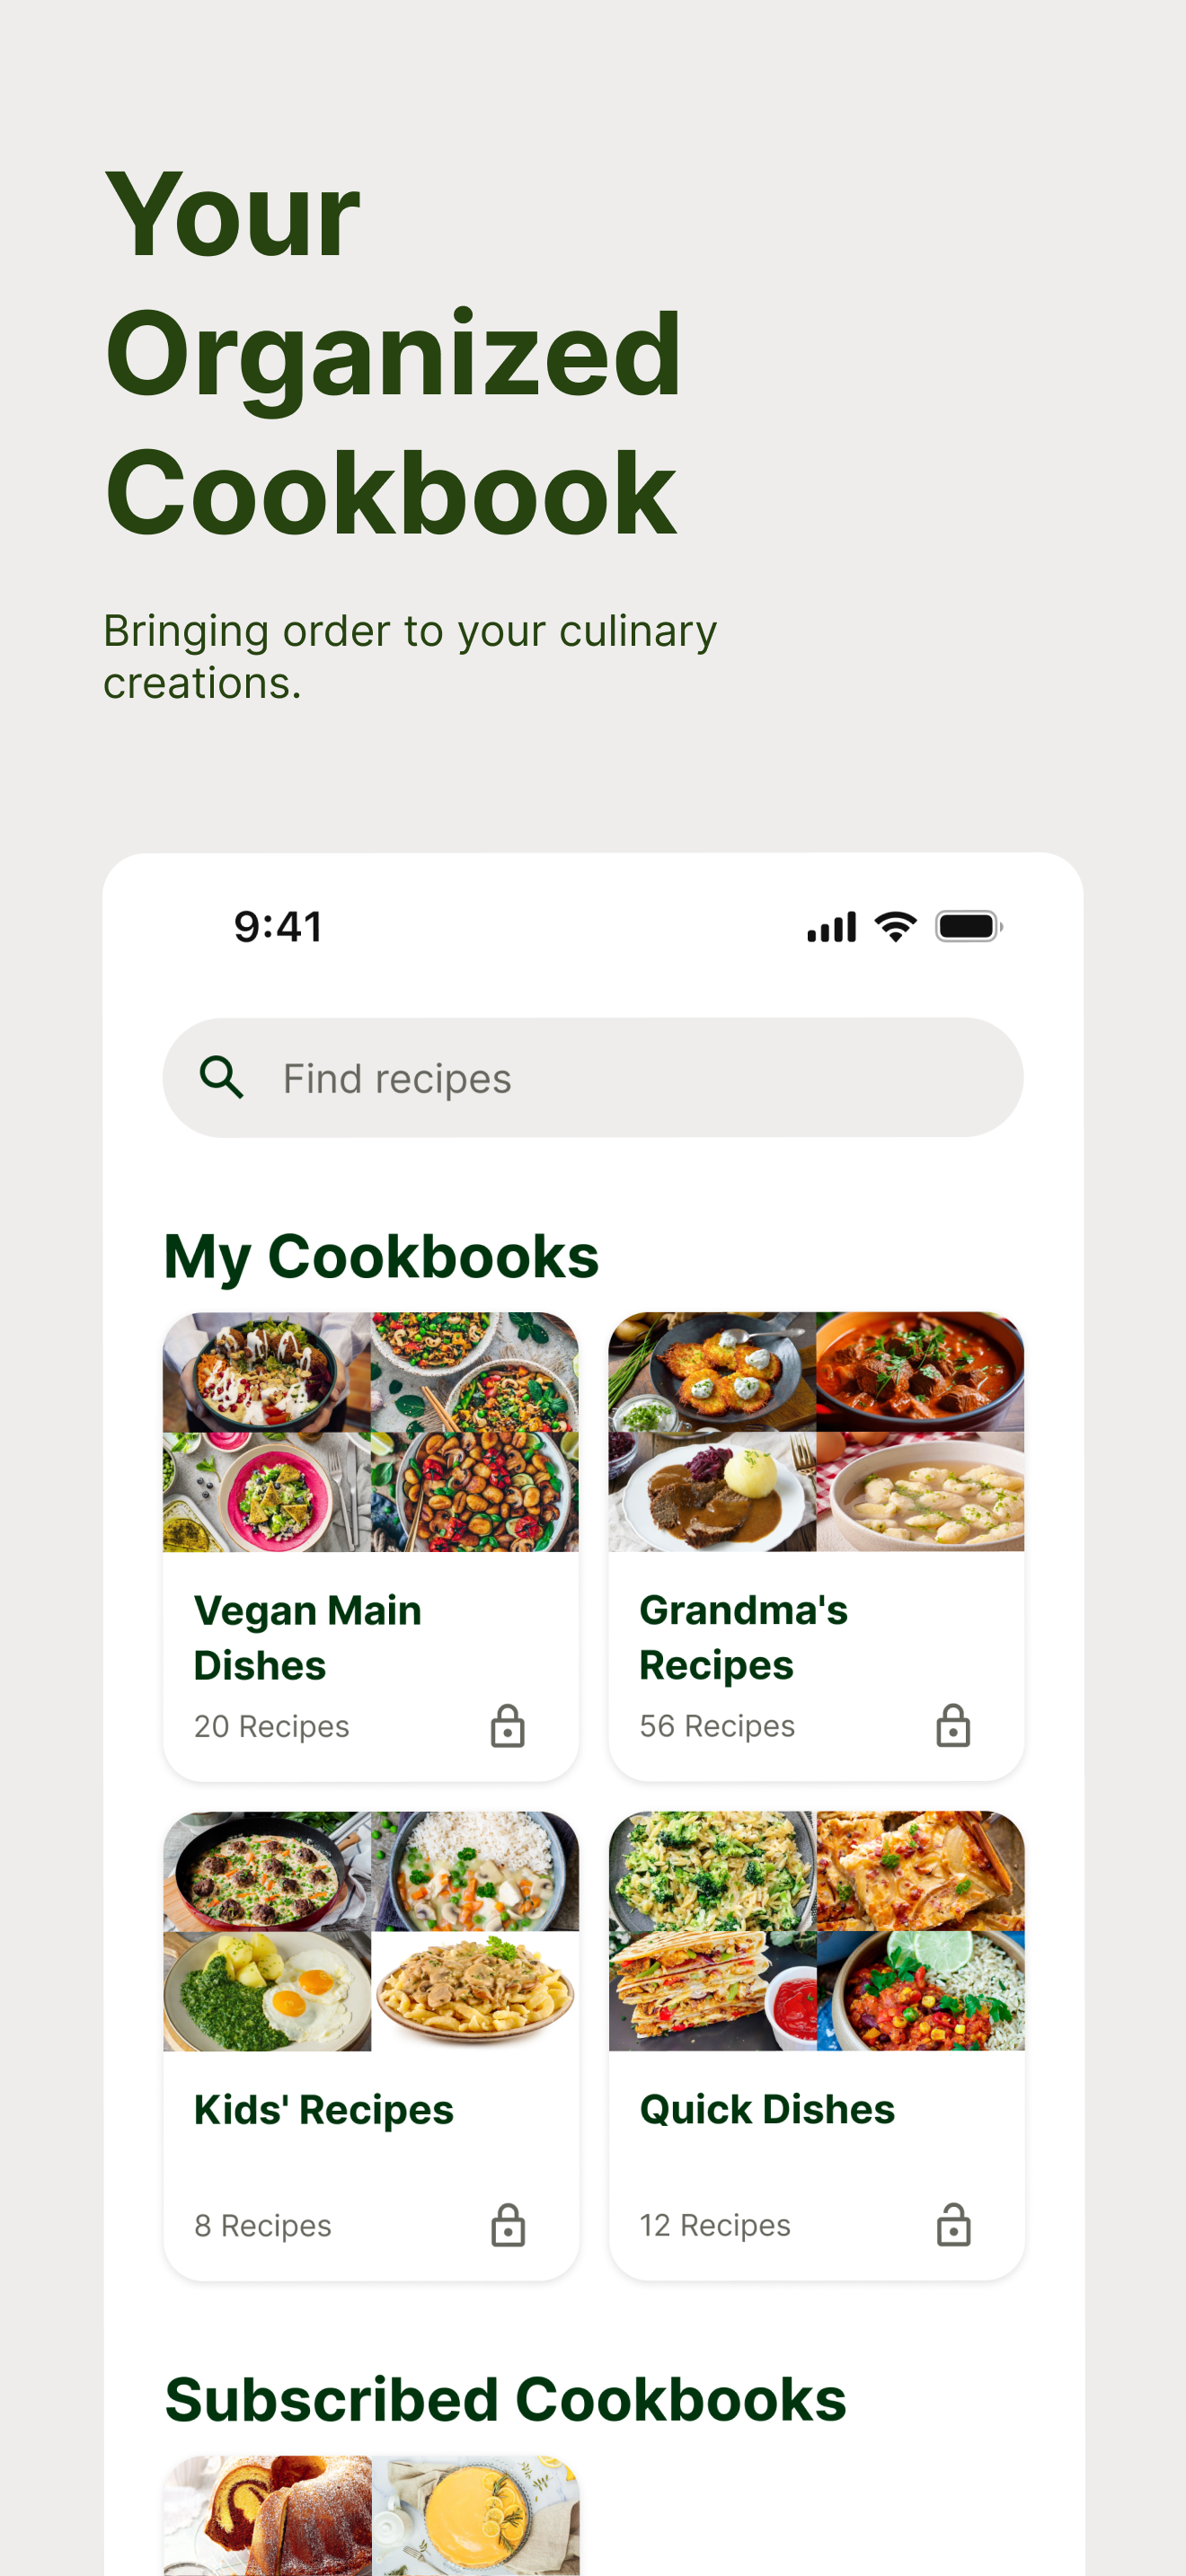 Your
Organized
Cookbook
Bringing order to your culinary
creations.
9:41
Find recipes
My Cookbooks
Vegan Main
Dishes
20 Recipes
Grandma's
Recipes
56 Recipes
Kids' Recipes
8 Recipes
Quick Dishes
12 Recipes
Subscribed Cookbooks